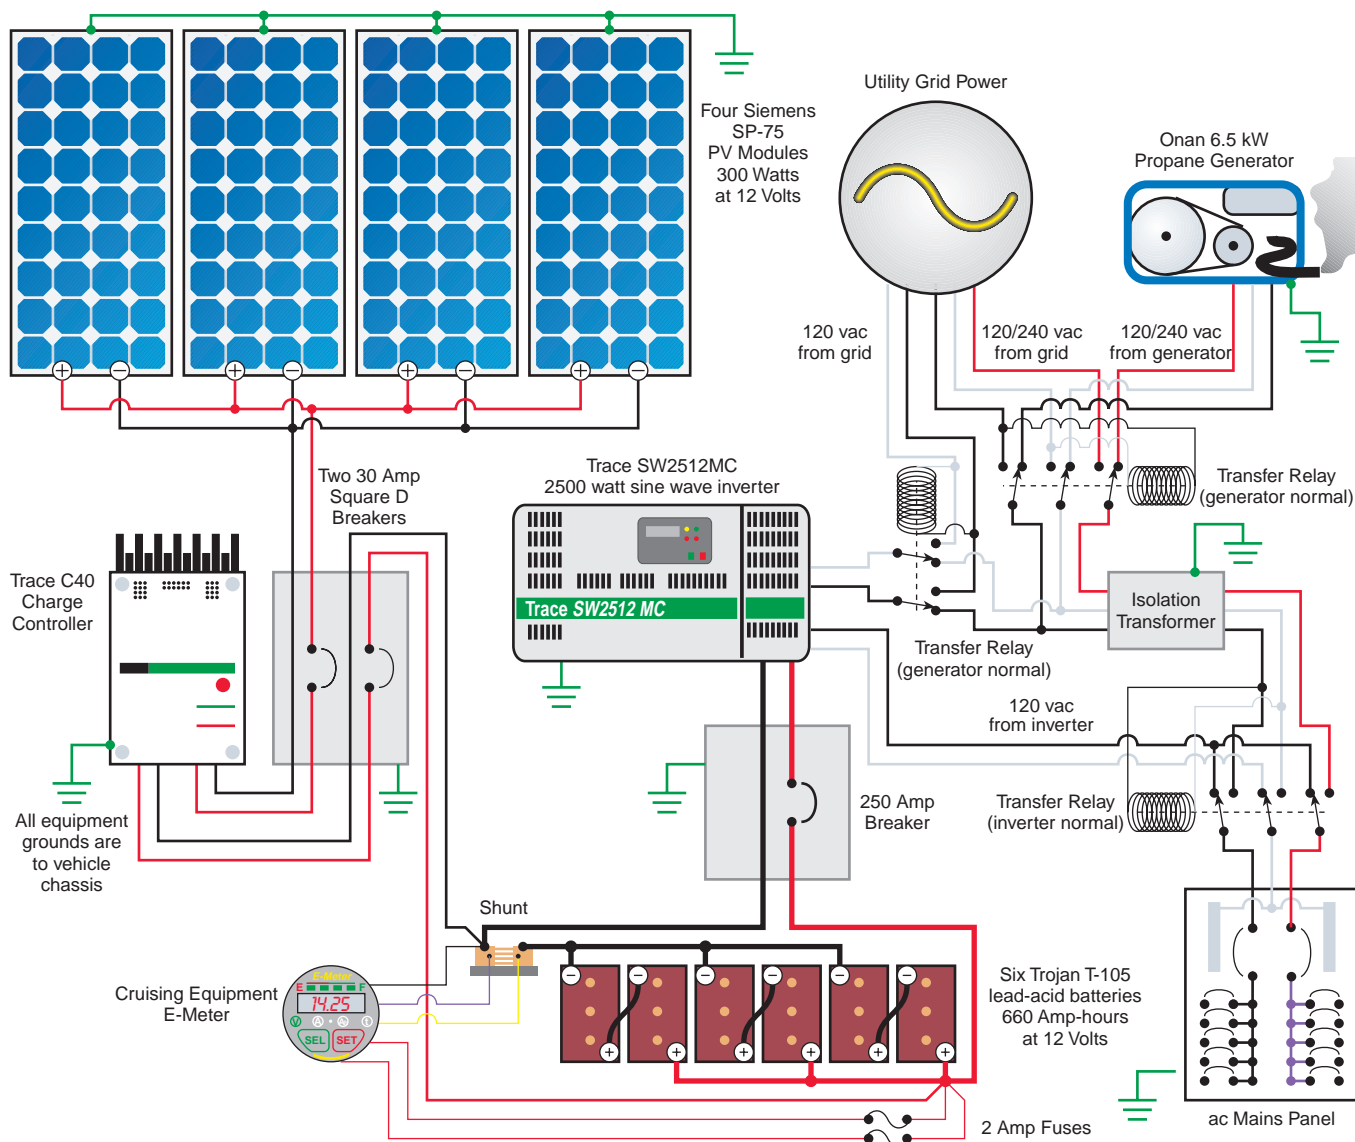 Four Siemens
SP-75
PV Modules
300 Watts
at 12 Volts
Utility Grid Power
Onan 6.5 kW
Propane Generator
120 vac
from grid
120/240 vac
from grid
120/240 vac
from generator
Two 30 Amp
Square D
Breakers
Trace SW2512MC
2500 watt sine wave inverter
Transfer Relay
(generator normal)
Trace C40
Charge
Controller
Trace SW2512 MC
Isolation
Transformer
Transfer Relay
(generator normal)
120 vac
from inverter
250 Amp
Breaker
Transfer Relay
(inverter normal)
All equipment
grounds are
to vehicle
chassis
Shunt
Cruising Equipment
E-Meter
E-Meter
E F
14.25
V A Ah t
SEL SET
Six Trojan T-105
lead-acid batteries
660 Amp-hours
at 12 Volts
2 Amp Fuses
ac Mains Panel